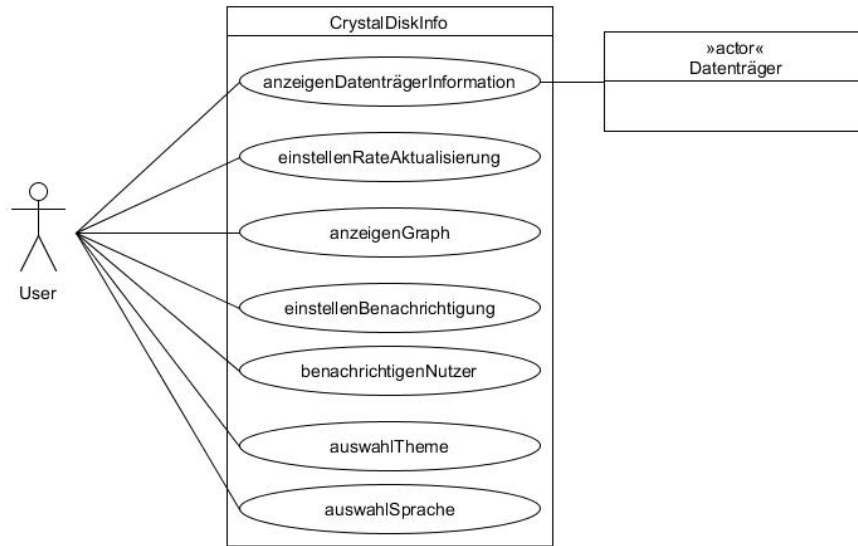 CrystalDiskInfo
»actor«
Datenträger
anzeigenDatenträgerInformation
einstellenRateAktualisierung
anzeigenGraph
User
einstellenBenachrichtigung
benachrichtigenNutzer
auswahlTheme
auswahlSprache